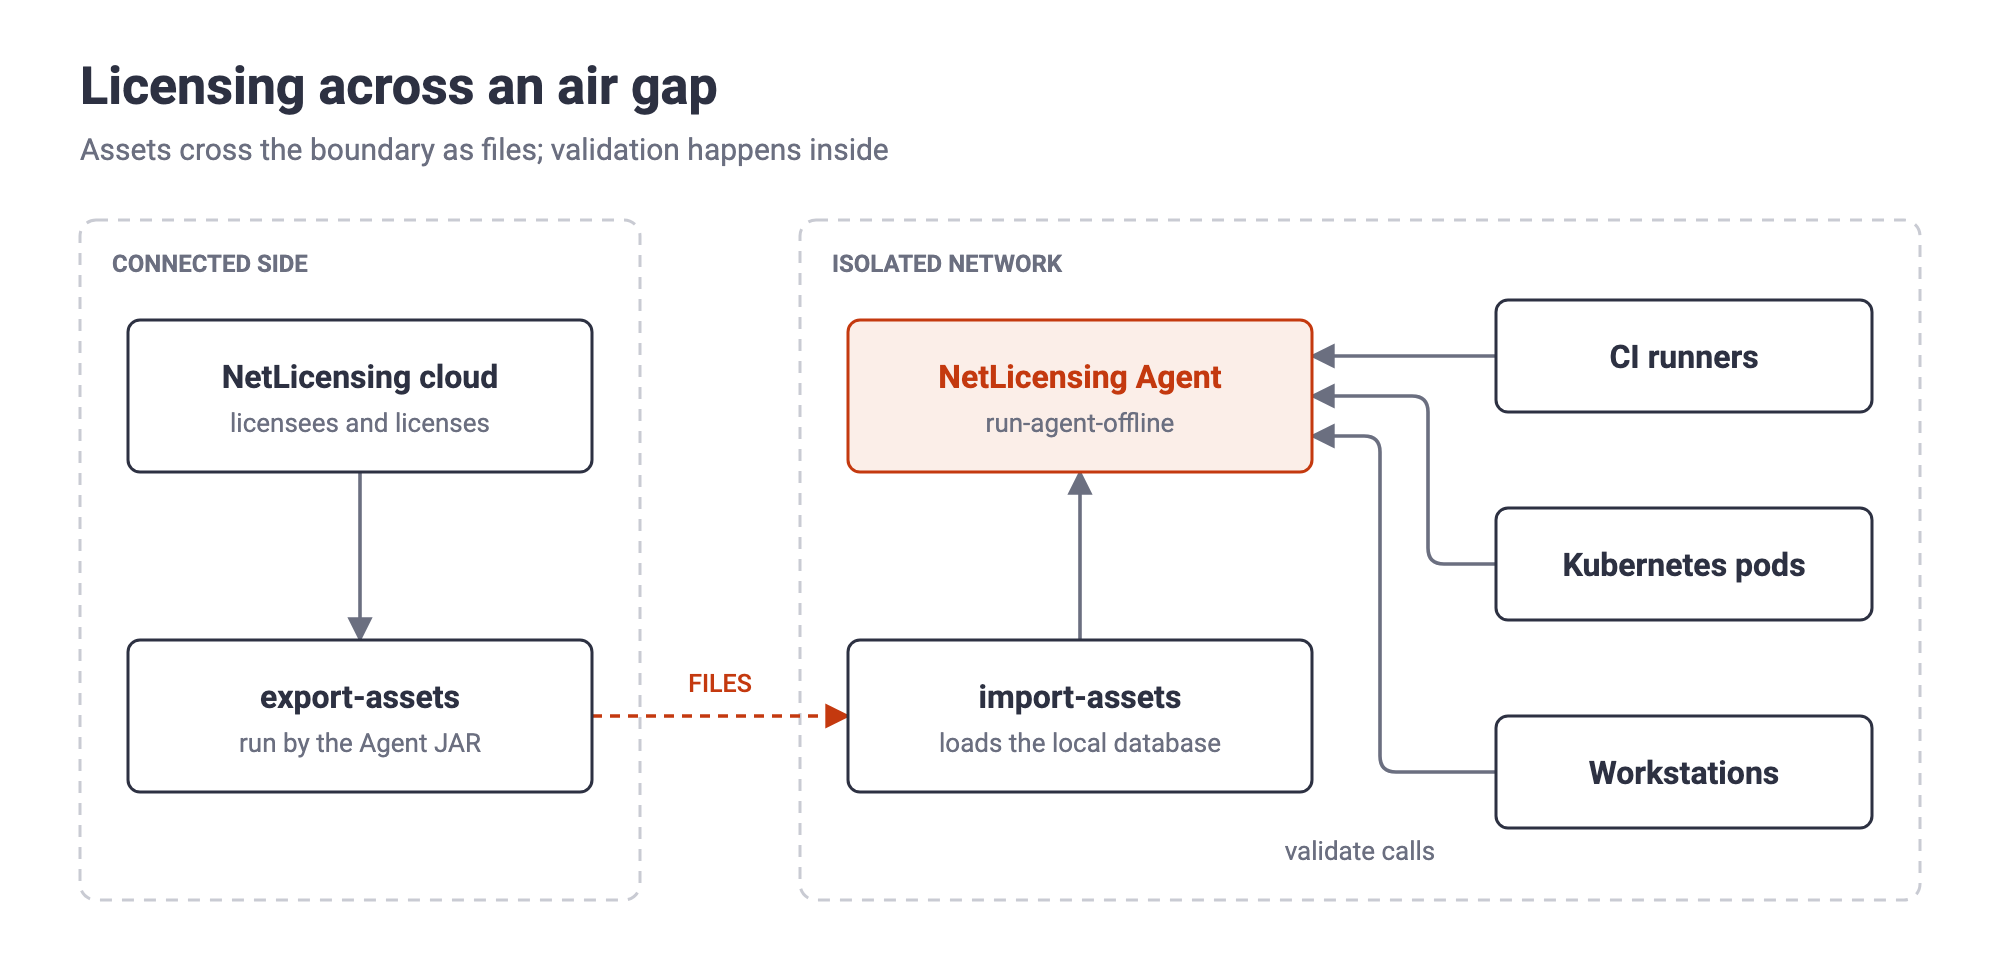 Licensing across an air gap
Assets cross the boundary as files; validation happens inside
CONNECTED SIDE
NetLicensing cloud
licensees and licenses
export-assets
run by the Agent JAR
FILES
ISOLATED NETWORK
NetLicensing Agent
run-agent-offline
import-assets
loads the local database
CI runners
Kubernetes pods
Workstations
validate calls